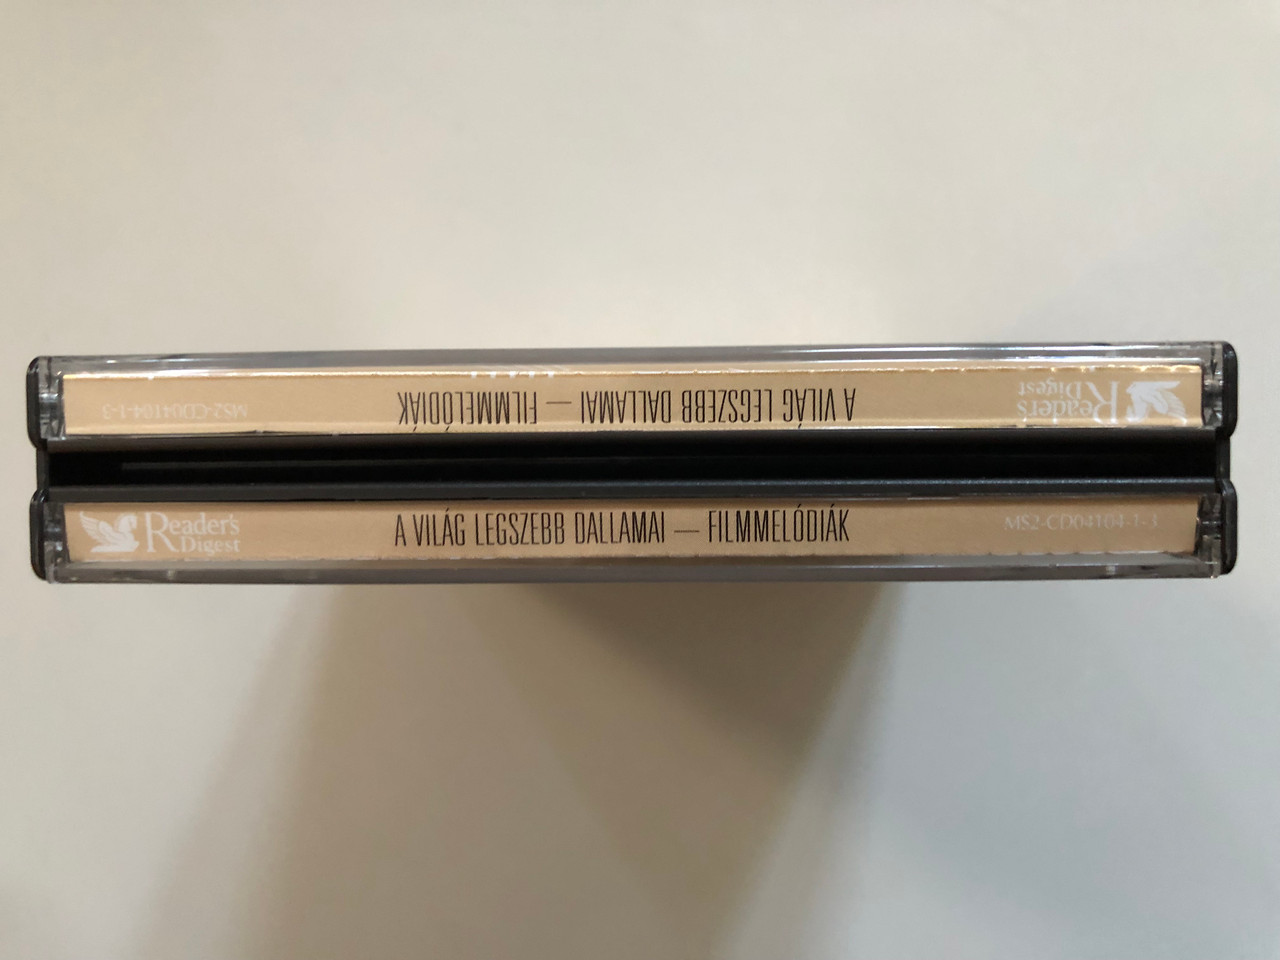 Reader's Digest A VILÁG LEGSZEBB DALLAMAI — FILMMELÓDIÁK MS2-CD04104-1-3
Reader's Digest A VILÁG LEGSZEBB DALLAMAI — FILMMELÓDIÁK MS2-CD04104-1-3